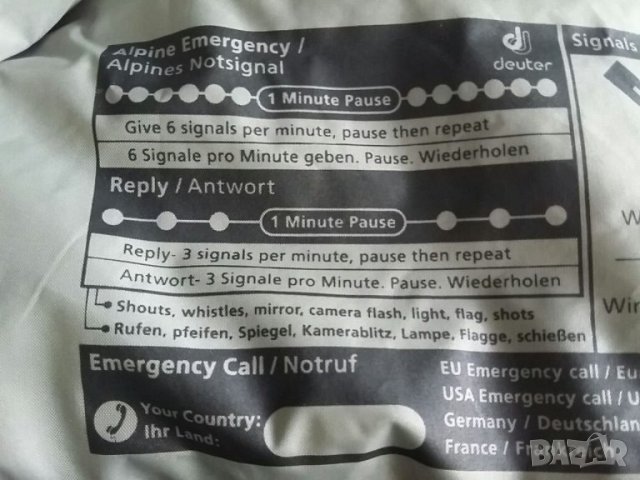 Alpine Emergency /
Alpines Notsignal
deuter
Signals
1 Minute Pause
Give 6 signals per minute, pause then repeat
6 Signale pro Minute geben. Pause. Wiederholen
Reply / Antwort
1 Minute Pause
Reply- 3 signals per minute, pause then repeat
Antwort- 3 Signale pro Minute. Pause. Wiederholen
Shouts, whistles, mirror, camera flash, light, flag, shots
Rufen, pfeifen, Spiegel, Kamerablitz, Lampe, Flagge, schießen
Emergency Call / Notruf
Your Country:
Ihr Land:
EU Emergency call / Eu
USA Emergency call / U
Germany / Deutschlan
France /
BAZAR